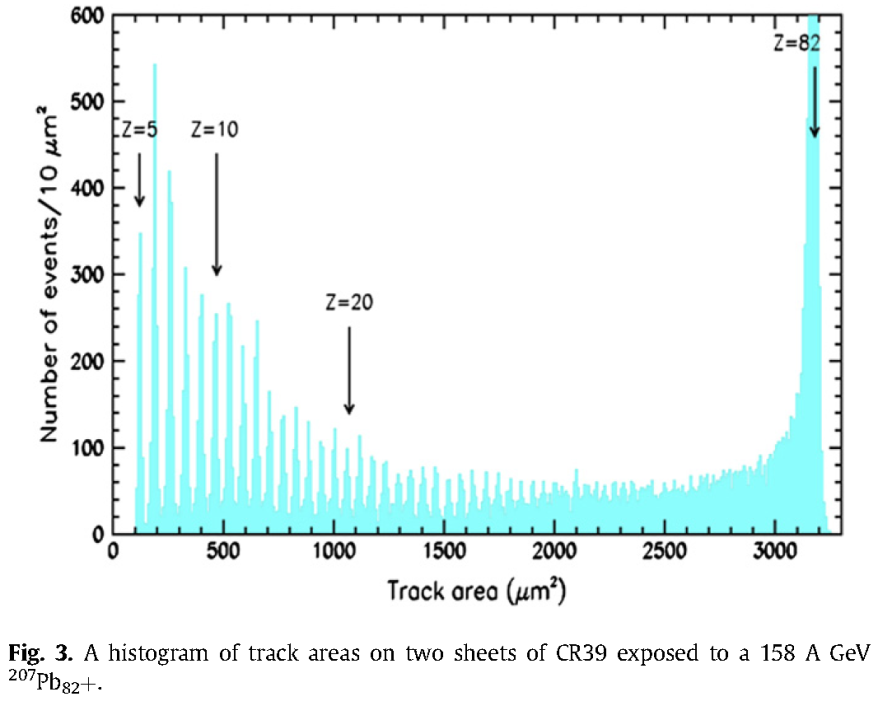 600
500
400
300
200
100
0
Number of events/10 μm²
Z=5
Z=10
Z=20
Z=82
0 500 1000 1500 2000 2500 3000
Track area (μm²)
Fig. 3. A histogram of track areas on two sheets of CR39 exposed to a 158 A GeV
²⁰⁷Pb₈₂+.